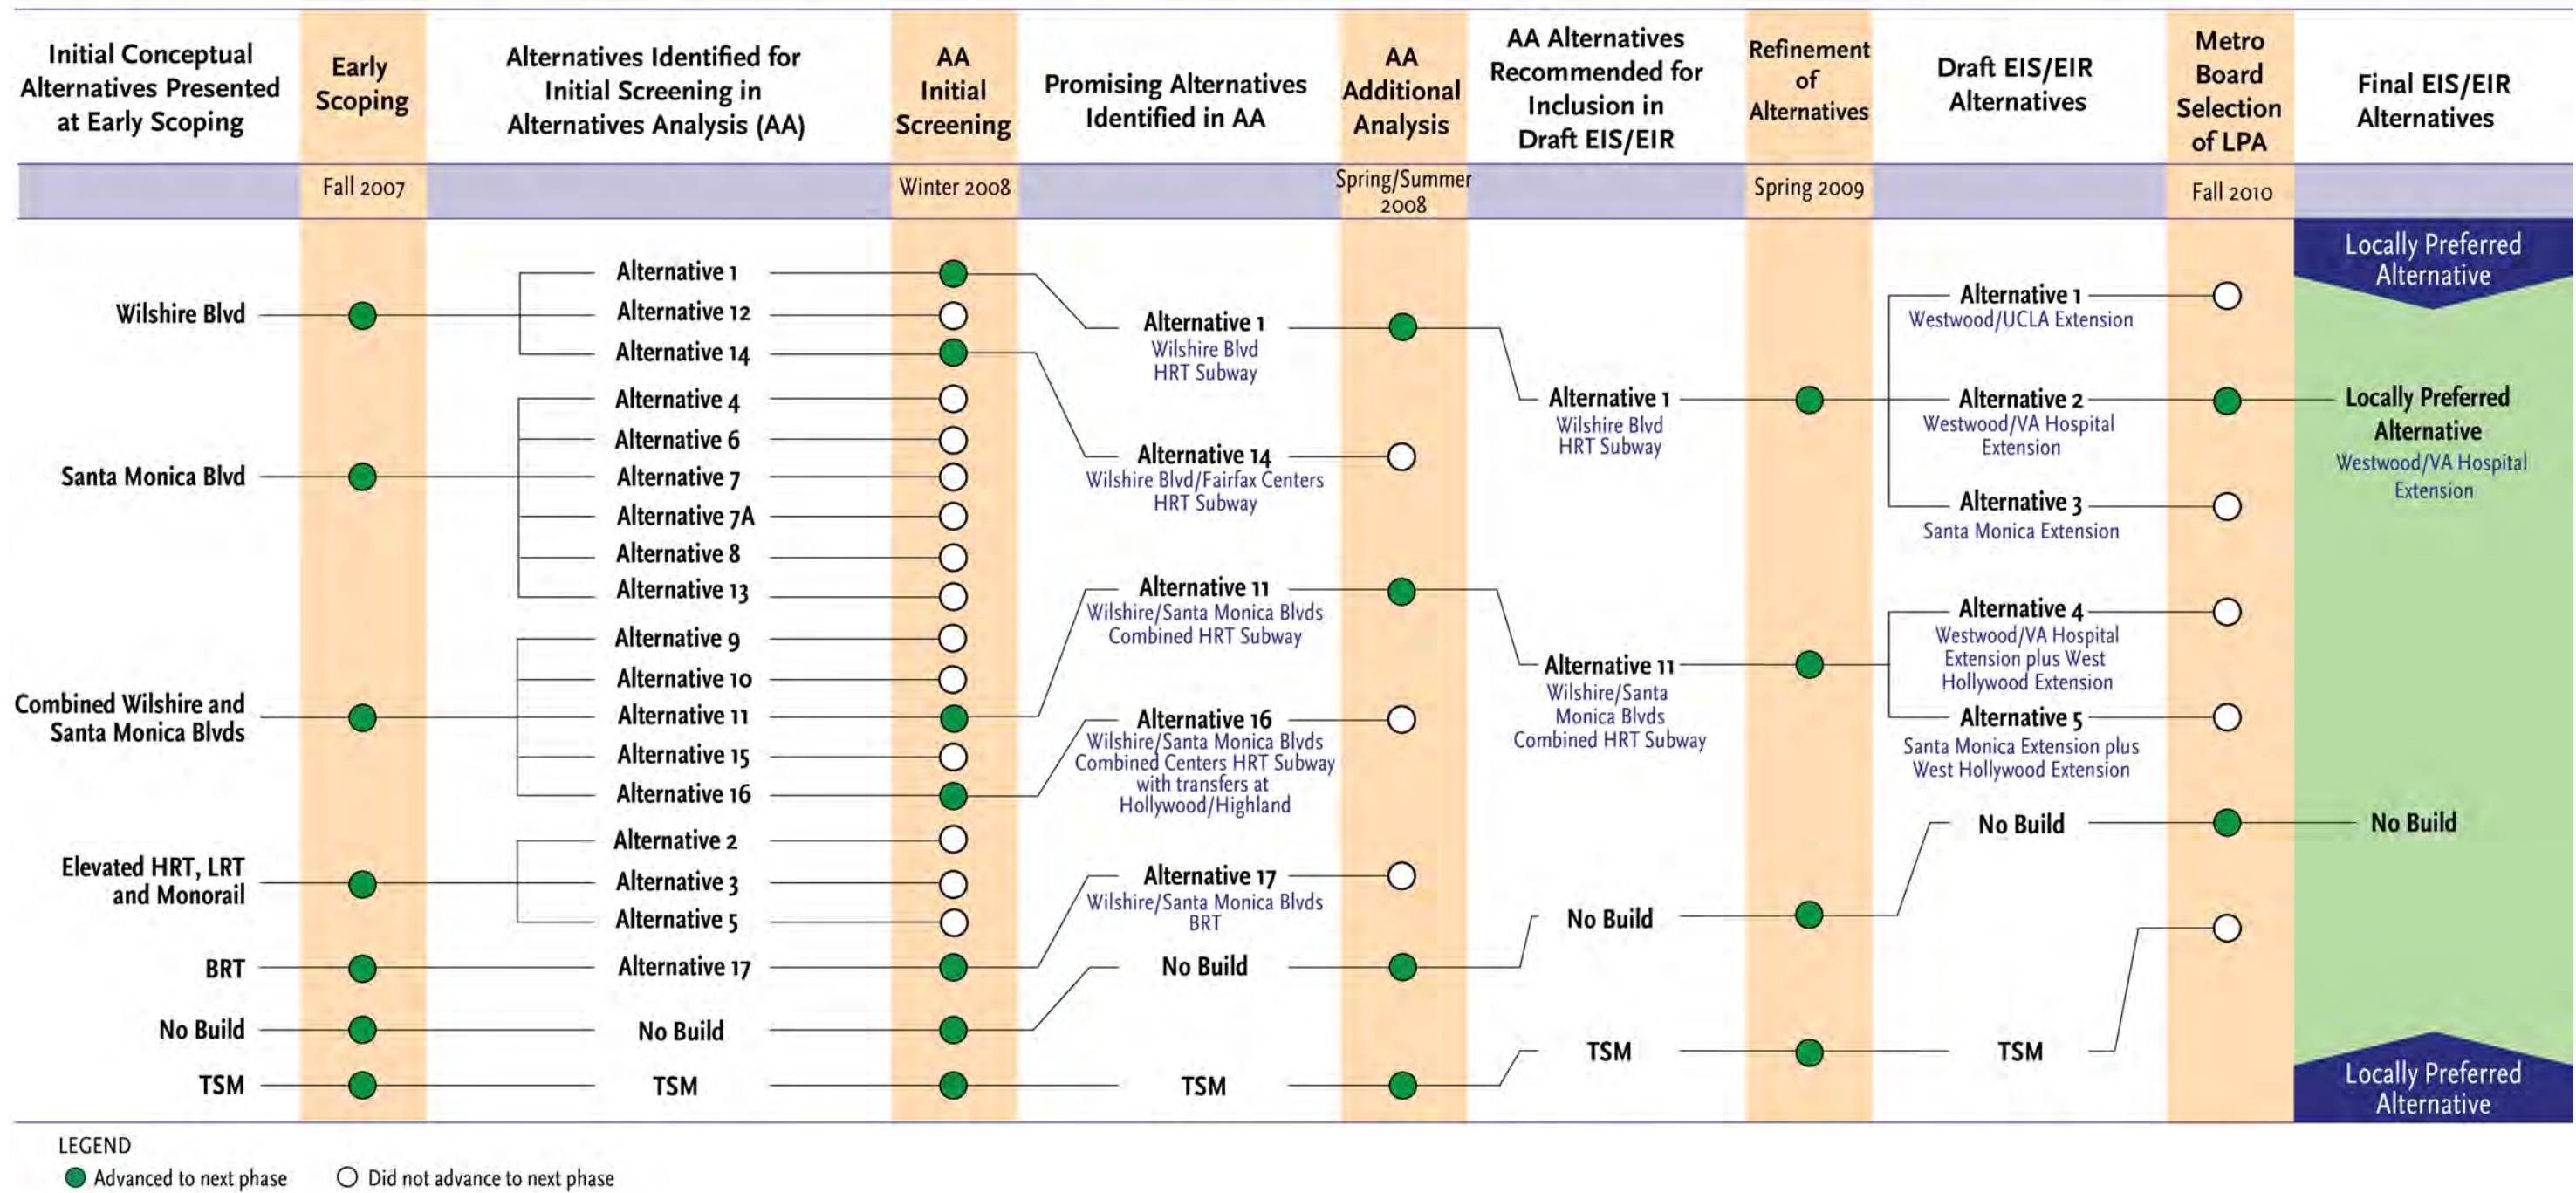 Initial Conceptual
Alternatives Presented
at Early Scoping
Early
Scoping
Alternatives Identified for
Initial Screening in
Alternatives Analysis (AA)
AA
Initial
Screening
Promising Alternatives
Identified in AA
AA
Additional
Analysis
AA Alternatives
Recommended for
Inclusion in
Draft EIS/EIR
Refinement
of
Alternatives
Draft EIS/EIR
Alternatives
Metro
Board
Selection
of LPA
Final EIS/EIR
Alternatives
Fall 2007
Winter 2008
Spring/Summer
2008
Spring 2009
Fall 2010
Wilshire Blvd
Santa Monica Blvd
Combined Wilshire and
Santa Monica Blvds
Elevated HRT, LRT
and Monorail
BRT
No Build
TSM
Alternative 1
Alternative 12
Alternative 14
Alternative 4
Alternative 6
Alternative 7
Alternative 7A
Alternative 8
Alternative 13
Alternative 9
Alternative 10
Alternative 11
Alternative 15
Alternative 16
Alternative 2
Alternative 3
Alternative 5
Alternative 17
No Build
TSM
Alternative 1
Wilshire Blvd
HRT Subway
Alternative 14
Wilshire Blvd/Fairfax Centers
HRT Subway
Alternative 11
Wilshire/Santa Monica Blvds
Combined HRT Subway
Alternative 16
Wilshire/Santa Monica Blvds
Combined Centers HRT Subway
with transfers at
Hollywood/Highland
Alternative 17
Wilshire/Santa Monica Blvds
BRT
No Build
TSM
Alternative 1
Wilshire Blvd
HRT Subway
Alternative 11
Wilshire/Santa
Monica Blvds
Combined HRT Subway
No Build
TSM
Alternative 1
Westwood/UCLA Extension
Alternative 2
Westwood/VA Hospital
Extension
Alternative 3
Santa Monica Extension
Alternative 4
Westwood/VA Hospital
Extension plus West
Hollywood Extension
Alternative 5
Santa Monica Extension plus
West Hollywood Extension
No Build
TSM
Locally Preferred
Alternative
Locally Preferred
Alternative
Westwood/VA Hospital
Extension
No Build
Locally Preferred
Alternative
LEGEND
Advanced to next phase
Did not advance to next phase